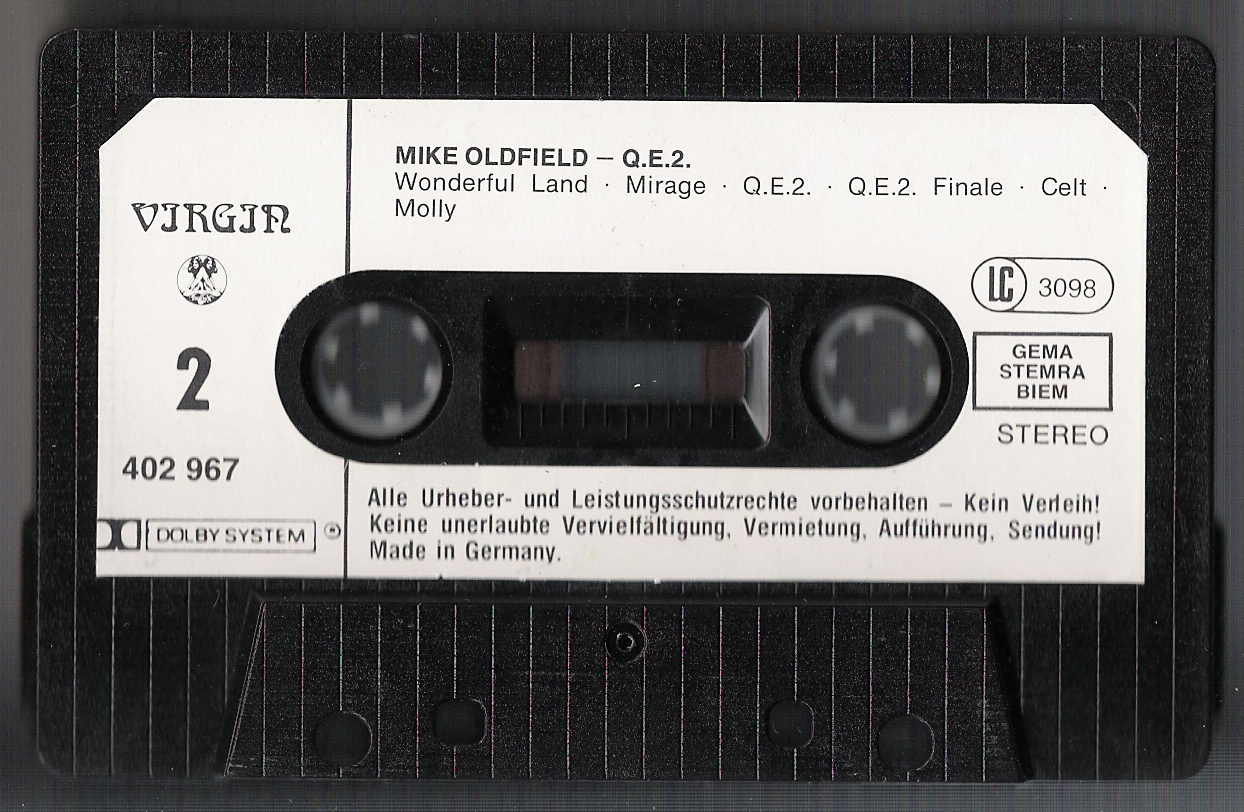 MIKE OLDFIELD — Q.E.2.
Wonderful Land · Mirage · Q.E.2. · Q.E.2. Finale · Celt ·
Molly
VIRGIN
LC 3098
2
GEMA
STEMRA
BIEM
STEREO
402 967
DOLBY SYSTEM
Alle Urheber- und Leistungsschutzrechte vorbehalten – Kein Verleih!
Keine unerlaubte Vervielfältigung, Vermietung, Aufführung, Sendung!
Made in Germany.